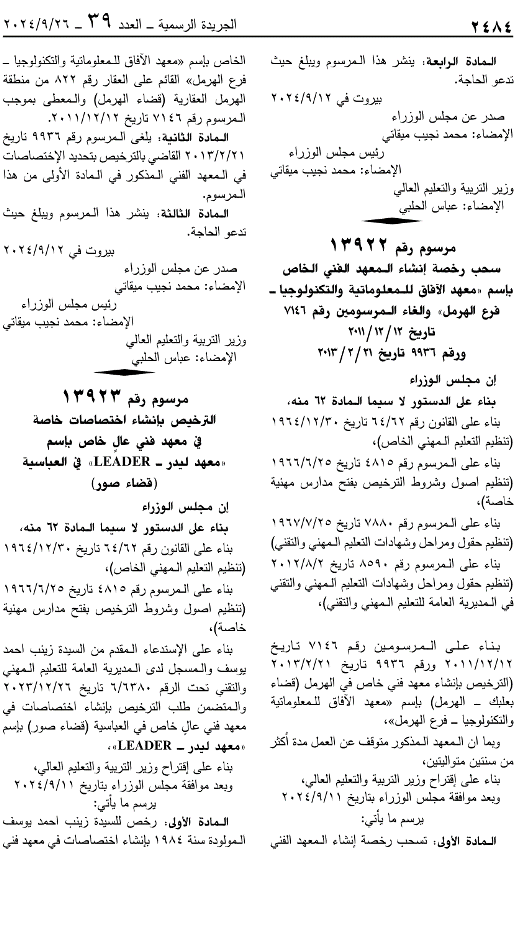 ٢٤٨٤
الجريدة الرسمية ــ العدد ٣٩ ــ ٢٠٢٤/٩/٢٦
المادة الرابعة: ينشر هذا المرسوم ويبلغ حيث
تدعو الحاجة.
بيروت في ٢٠٢٤/٩/١٢
صدر عن مجلس الوزراء
الإمضاء: محمد نجيب ميقاتي
رئيس مجلس الوزراء
الإمضاء: محمد نجيب ميقاتي
وزير التربية والتعليم العالي
الإمضاء: عباس الحلبي
مرسوم رقم ١٣٩٢٢
سحب رخصة إنشاء المعهد الفني الخاص
بإسم «معهد الآفاق للمعلوماتية والتكنولوجيا ــ
فرع الهرمل» والغاء المرسومين رقم ٧١٤٦
تاريخ ٢٠١١/١٢/١٢
ورقم ٩٩٣٦ تاريخ ٢٠١٣/٢/٢١
إن مجلس الوزراء
بناء على الدستور لا سيما المادة ٦٢ منه،
بناء على القانون رقم ٦٤/٦٢ تاريخ ١٩٦٤/١٢/٣٠
(تنظيم التعليم المهني الخاص)،
بناء على المرسوم رقم ٤٨١٥ تاريخ ١٩٦٦/٦/٢٥
(تنظيم اصول وشروط الترخيص بفتح مدارس مهنية
خاصة)،
بناء على المرسوم رقم ٧٨٨٠ تاريخ ١٩٦٧/٧/٢٥
(تنظيم حقول ومراحل وشهادات التعليم المهني والتقني)
بناء على المرسوم رقم ٨٥٩٠ تاريخ ٢٠١٢/٨/٢
(تنظيم حقول ومراحل وشهادات التعليم المهني والتقني
في المديرية العامة للتعليم المهني والتقني)،
بناء على المرسومين رقم ٧١٤٦ تاريخ
٢٠١١/١٢/١٢ ورقم ٩٩٣٦ تاريخ ٢٠١٣/٢/٢١
(الترخيص بإنشاء معهد فني خاص في الهرمل (قضاء
بعلبك ــ الهرمل) بإسم «معهد الآفاق للمعلوماتية
والتكنولوجيا ــ فرع الهرمل»،
وبما ان المعهد المذكور متوقف عن العمل مدة أكثر
من سنتين متواليتين،
بناء على إقتراح وزير التربية والتعليم العالي،
وبعد موافقة مجلس الوزراء بتاريخ ٢٠٢٤/٩/١١
يرسم ما يأتي:
المادة الأولى: تسحب رخصة إنشاء المعهد الفني
الخاص بإسم «معهد الآفاق للمعلوماتية والتكنولوجيا ــ
فرع الهرمل» القائم على العقار رقم ٨٢٢ من منطقة
الهرمل العقارية (قضاء الهرمل) والمعطى بموجب
المرسوم رقم ٧١٤٦ تاريخ ٢٠١١/١٢/١٢.
المادة الثانية: يلغى المرسوم رقم ٩٩٣٦ تاريخ
٢٠١٣/٢/٢١ القاضي بالترخيص بتحديد الإختصاصات
في المعهد الفني المذكور في المادة الأولى من هذا
المرسوم.
المادة الثالثة: ينشر هذا المرسوم ويبلغ حيث
تدعو الحاجة.
بيروت في ٢٠٢٤/٩/١٢
صدر عن مجلس الوزراء
الإمضاء: محمد نجيب ميقاتي
رئيس مجلس الوزراء
الإمضاء: محمد نجيب ميقاتي
وزير التربية والتعليم العالي
الإمضاء: عباس الحلبي
مرسوم رقم ١٣٩٢٣
الترخيص بإنشاء اختصاصات خاصة
في معهد فني عالٍ خاص بإسم
«معهد ليدر ــ LEADER» في العباسية
(قضاء صور)
إن مجلس الوزراء
بناء على الدستور لا سيما المادة ٦٢ منه،
بناء على القانون رقم ٦٤/٦٢ تاريخ ١٩٦٤/١٢/٣٠
(تنظيم التعليم المهني الخاص)،
بناء على المرسوم رقم ٤٨١٥ تاريخ ١٩٦٦/٦/٢٥
(تنظيم اصول وشروط الترخيص بفتح مدارس مهنية
خاصة)،
بناء على الإستدعاء المقدم من السيدة زينب احمد
يوسف والمسجل لدى المديرية العامة للتعليم المهني
والتقني تحت الرقم ٦/٦٣٨٠ تاريخ ٢٠٢٣/١٢/٢٦
والمتضمن طلب الترخيص بإنشاء اختصاصات في
معهد فني عالٍ خاص في العباسية (قضاء صور) بإسم
«معهد ليدر ــ LEADER»،
بناء على إقتراح وزير التربية والتعليم العالي،
وبعد موافقة مجلس الوزراء بتاريخ ٢٠٢٤/٩/١١
يرسم ما يأتي:
المادة الأولى: رخص للسيدة زينب احمد يوسف
المولودة سنة ١٩٨٤ بإنشاء اختصاصات في معهد فني